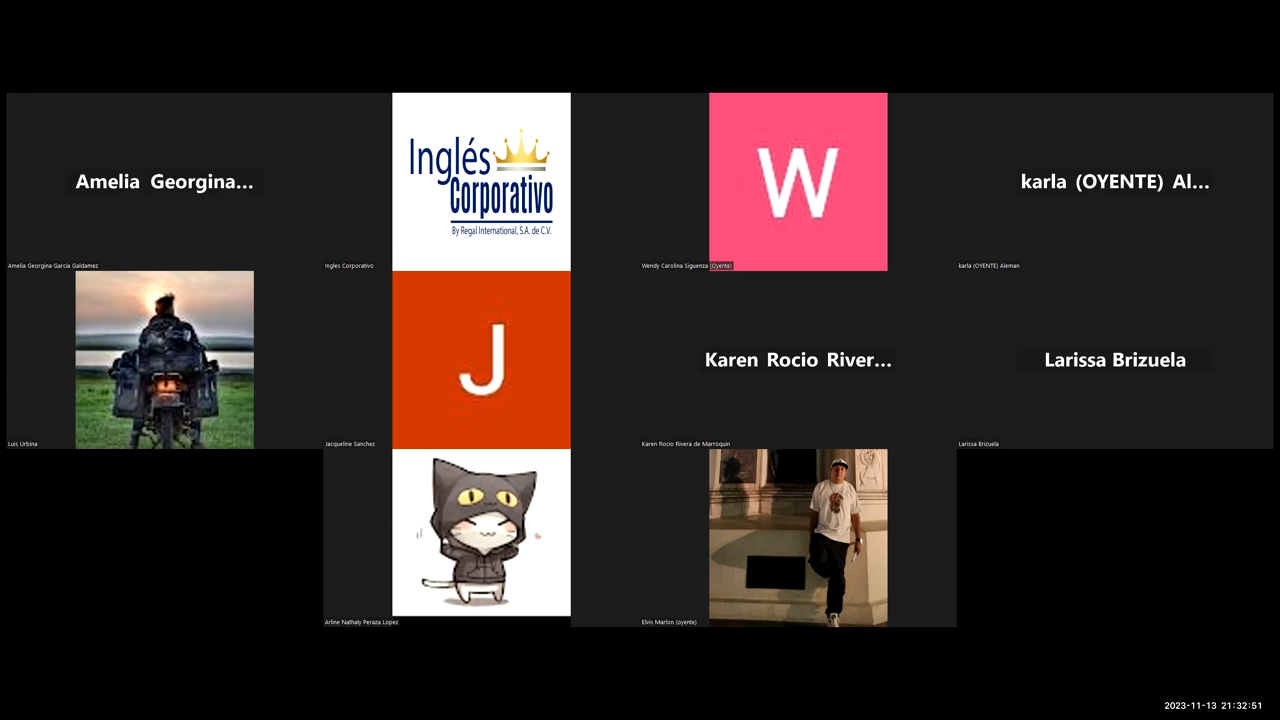 Amelia Georgina...
Amelia Georgina García Galdamez
Inglés
Corporativo
By Regal International, S.A. de C.V.
Ingles Corporativo
W
Wendy Carolina Siguenza (Oyente)
karla (OYENTE) Al...
karla (OYENTE) Aleman
Luis Urbina
J
Jacqueline Sanchez
Karen Rocio River...
Karen Rocio Rivera de Marroquin
Larissa Brizuela
Larissa Brizuela
Arline Nathaly Peraza Lopez
Elvis Marlon (oyente)
2023-11-13 21:32:51